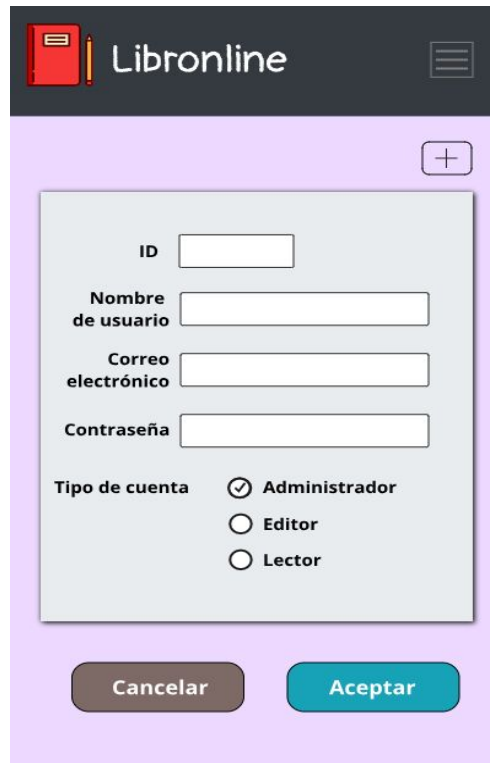 Libronline
ID
Nombre
de usuario
Correo
electrónico
Contraseña
Tipo de cuenta Administrador
Editor
Lector
Cancelar Aceptar